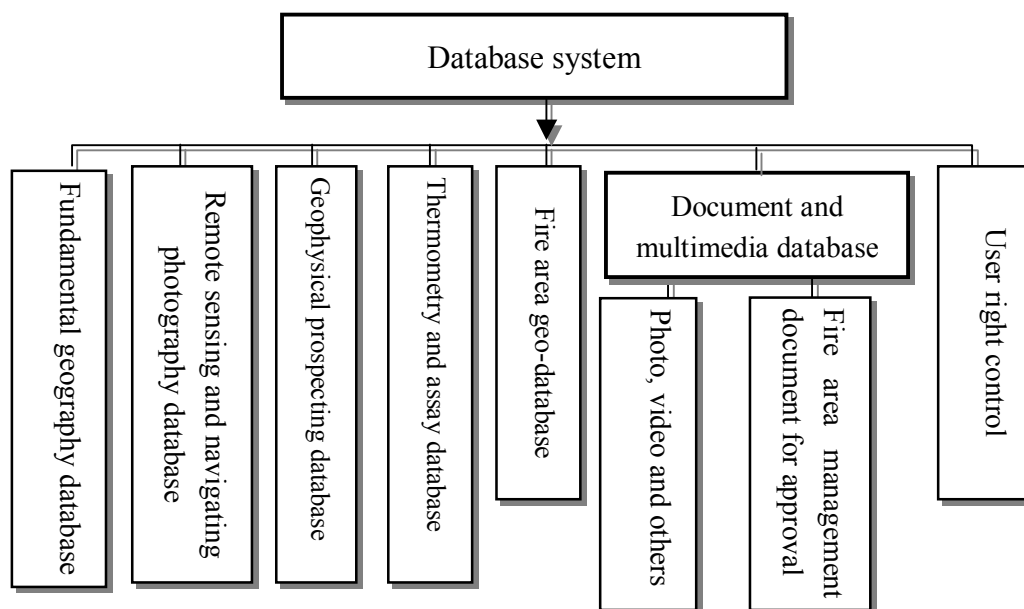 Database system
Fundamental geography database
Remote sensing and navigating
photography database
Geophysical prospecting database
Thermometry and assay database
Fire area geo-database
Document and
multimedia database
Photo, video and others
Fire area management
document for approval
User right control